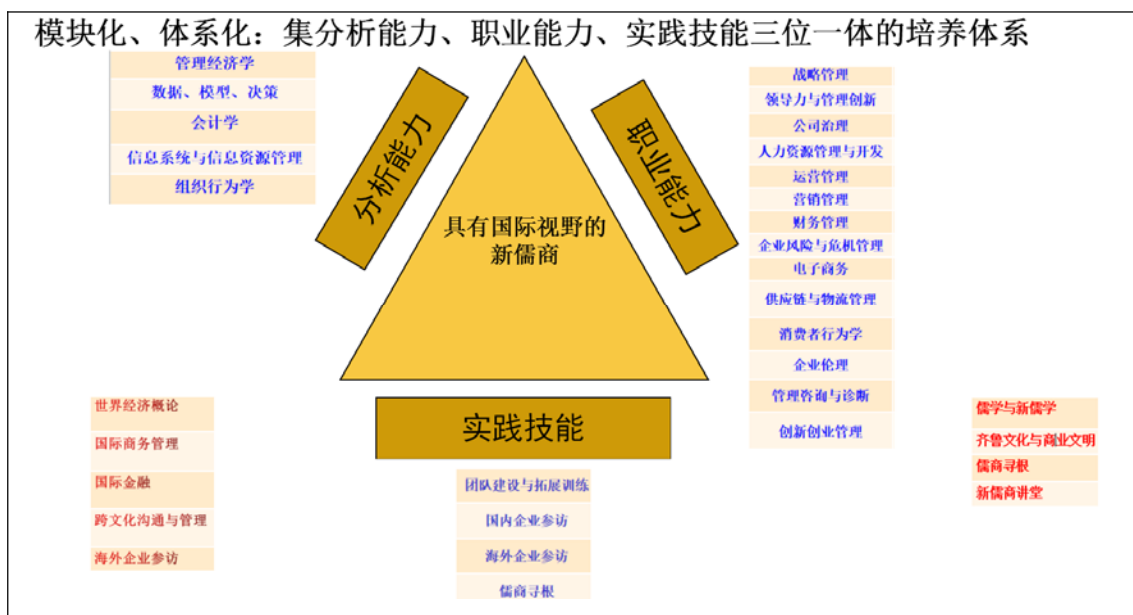 模块化、体系化：集分析能力、职业能力、实践技能三位一体的培养体系
管理经济学
数据、模型、决策
会计学
信息系统与信息资源管理
组织行为学
分析能力
具有国际视野的
新儒商
职业能力
战略管理
领导力与管理创新
公司治理
人力资源管理与开发
运营管理
营销管理
财务管理
企业风险与危机管理
电子商务
供应链与物流管理
消费者行为学
企业伦理
管理咨询与诊断
创新创业管理
世界经济概论
国际商务管理
国际金融
跨文化沟通与管理
海外企业参访
实践技能
团队建设与拓展训练
国内企业参访
海外企业参访
儒商寻根
儒学与新儒学
齐鲁文化与商业文明
儒商寻根
新儒商讲堂